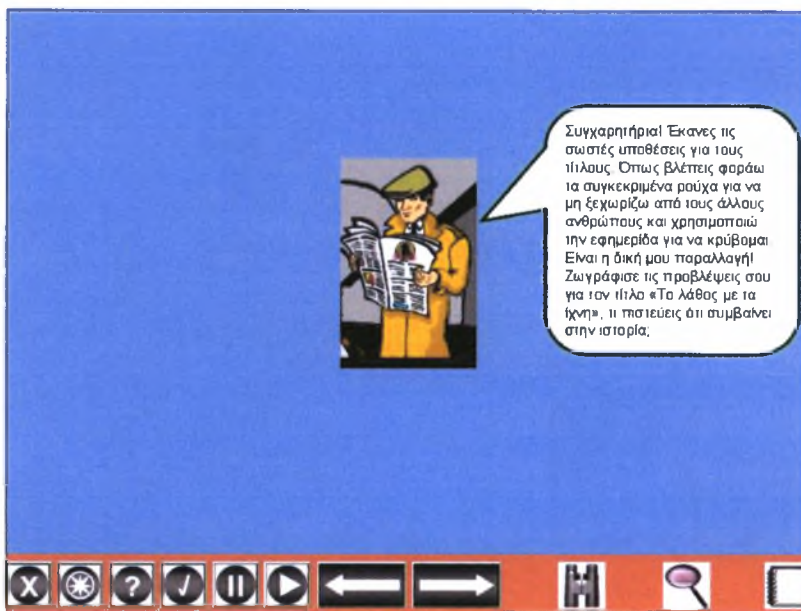 Συγχαρητήρια! Έκανες τις
σωστές υποθέσεις για τους
τίτλους. Όπως βλέπεις φοράω
τα συγκεκριμένα ρούχα για να
μη ξεχωρίζω από τους άλλους
ανθρώπους και χρησιμοποιώ
την εφημερίδα για να κρύβομαι.
Είναι η δική μου παραλλαγή!
Ζωγράφισε τις προβλέψεις σου
για τον τίτλο «Το λάθος με τα
ίχνη», τι πιστεύεις ότι συμβαίνει
στην ιστορία;